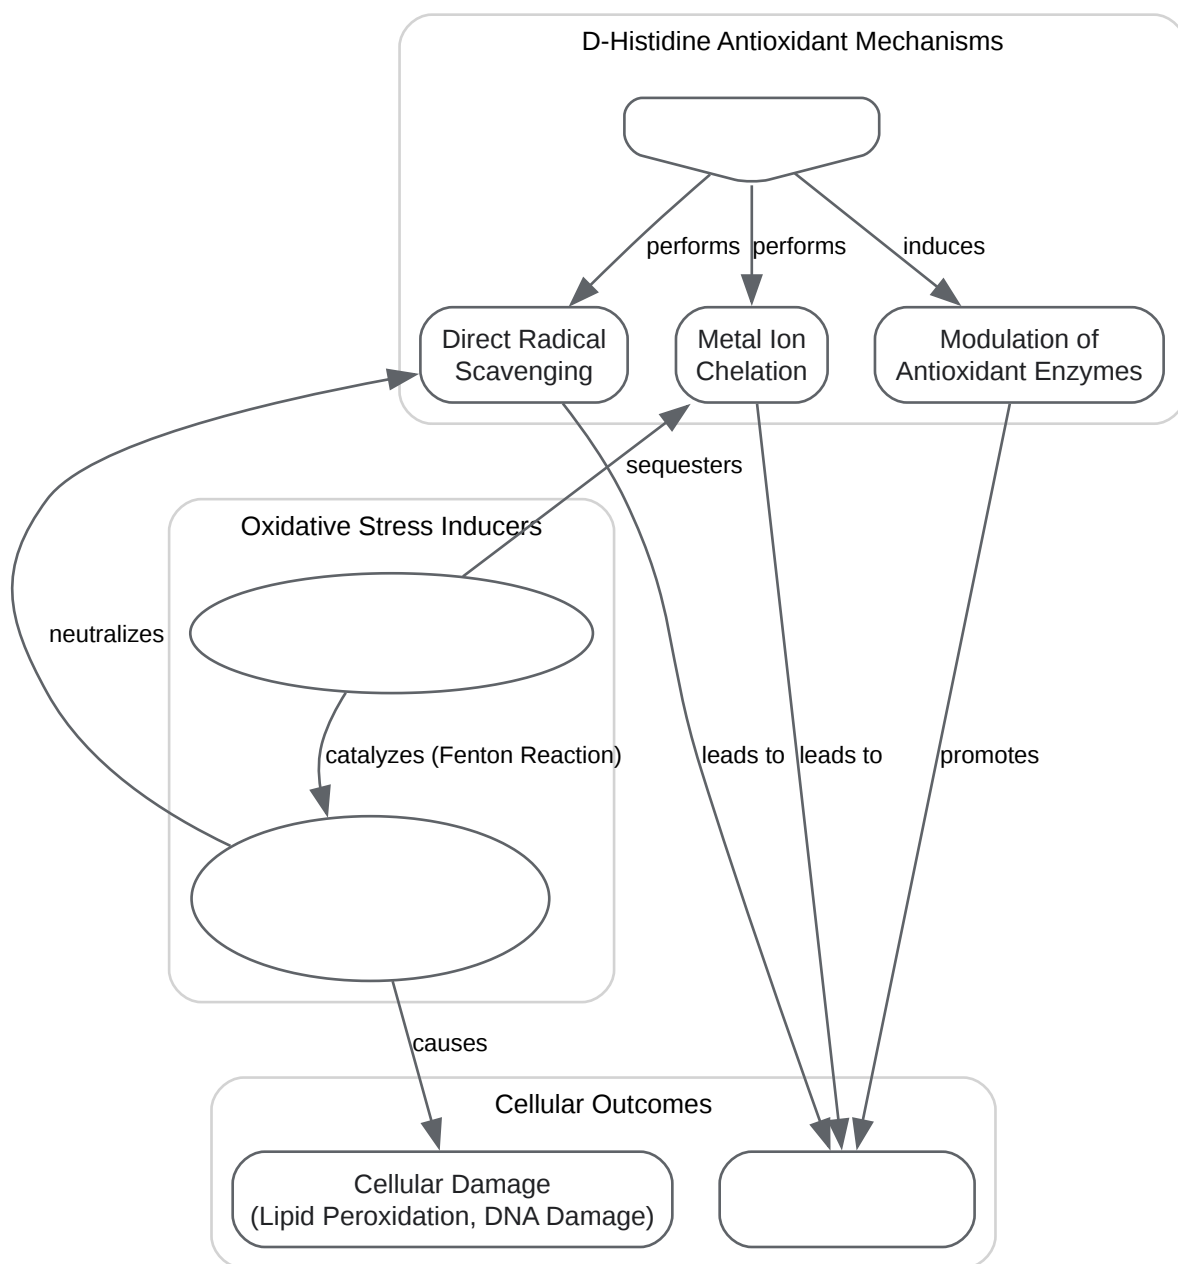 D-Histidine Antioxidant Mechanisms
performs
performs
induces
Direct Radical
Scavenging
Metal Ion
Chelation
Modulation of
Antioxidant Enzymes
sequesters
Oxidative Stress Inducers
neutralizes
catalyzes (Fenton Reaction)
leads to
leads to
promotes
causes
Cellular Outcomes
Cellular Damage
(Lipid Peroxidation, DNA Damage)